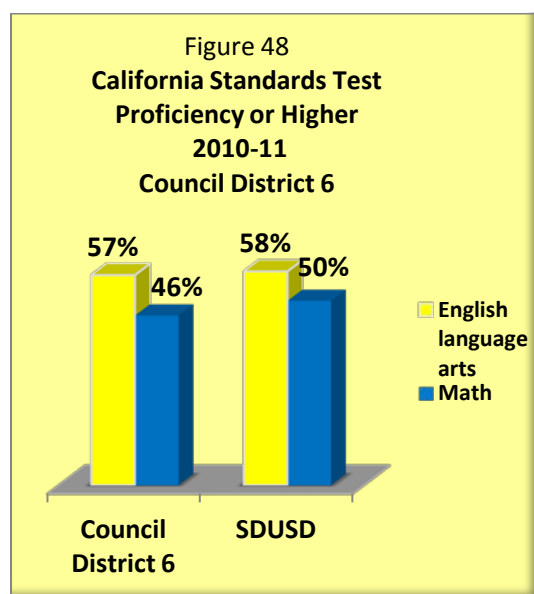 Figure 48
California Standards Test
Proficiency or Higher
2010-11
Council District 6
57%
46%
58%
50%
English
language
arts
Math
Council
District 6
SDUSD